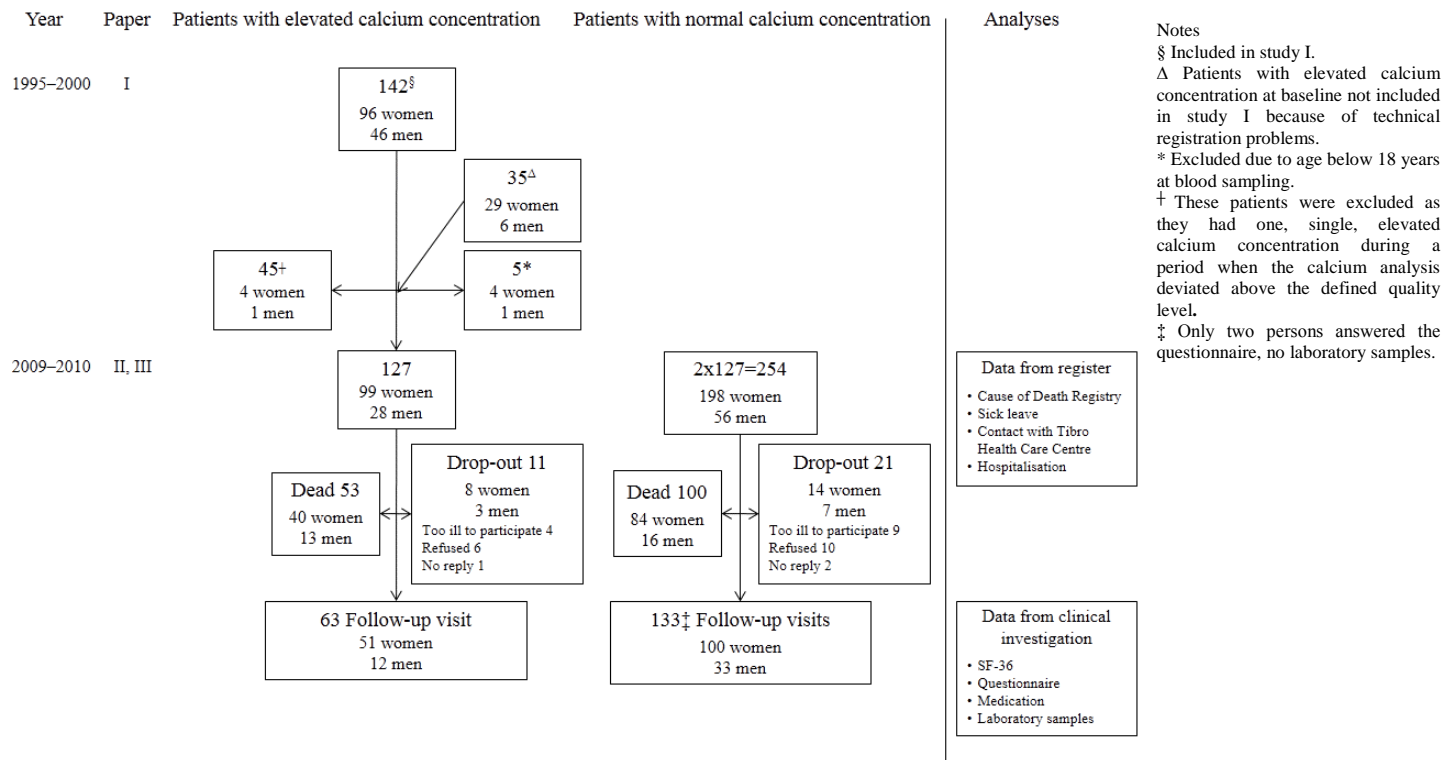 Year Paper Patients with elevated calcium concentration Patients with normal calcium concentration Analyses
1995–2000 I
142§
96 women
46 men
35Δ
29 women
6 men
45†
4 women
1 men
5*
4 women
1 men
2009–2010 II, III
127
99 women
28 men
2x127=254
198 women
56 men
Data from register
• Cause of Death Registry
• Sick leave
• Contact with Tibro
Health Care Centre
• Hospitalisation
Dead 53
40 women
13 men
Drop-out 11
8 women
3 men
Too ill to participate 4
Refused 6
No reply 1
Dead 100
84 women
16 men
Drop-out 21
14 women
7 men
Too ill to participate 9
Refused 10
No reply 2
63 Follow-up visit
51 women
12 men
133‡ Follow-up visits
100 women
33 men
Data from clinical
investigation
• SF-36
• Questionnaire
• Medication
• Laboratory samples
Notes
§ Included in study I.
Δ Patients with elevated calcium
concentration at baseline not included
in study I because of technical
registration problems.
* Excluded due to age below 18 years
at blood sampling.
† These patients were excluded as
they had one, single, elevated
calcium concentration during a
period when the calcium analysis
deviated above the defined quality
level.
‡ Only two persons answered the
questionnaire, no laboratory samples.